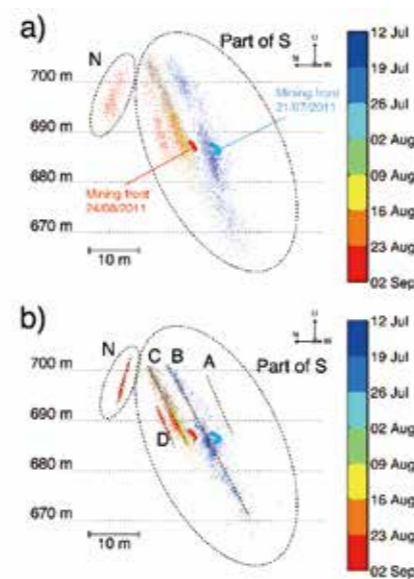 a)
Part of S
N
700 m
Mining front
21/07/2011
690 m
680 m
Mining front
24/08/2011
670 m
10 m
12 Jul
19 Jul
26 Jul
02 Aug
09 Aug
16 Aug
23 Aug
02 Sep
b)
N
C B A
Part of S
700 m
690 m
D
680 m
670 m
10 m
12 Jul
19 Jul
26 Jul
02 Aug
09 Aug
16 Aug
23 Aug
02 Sep